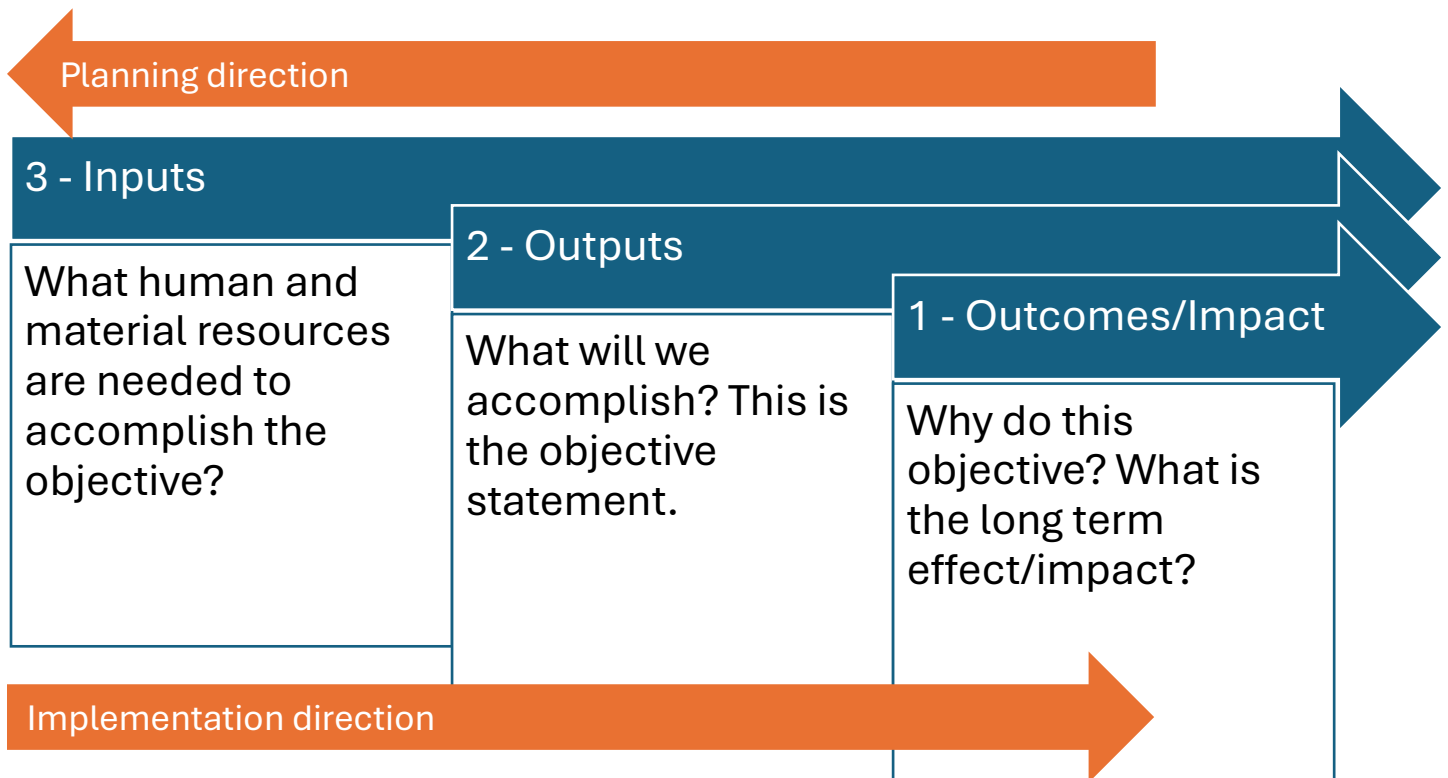 Planning direction
3 - Inputs
What human and
material resources
are needed to
accomplish the
objective?
2 - Outputs
What will we
accomplish? This is
the objective
statement.
1 - Outcomes/Impact
Why do this
objective? What is
the long term
effect/impact?
Implementation direction